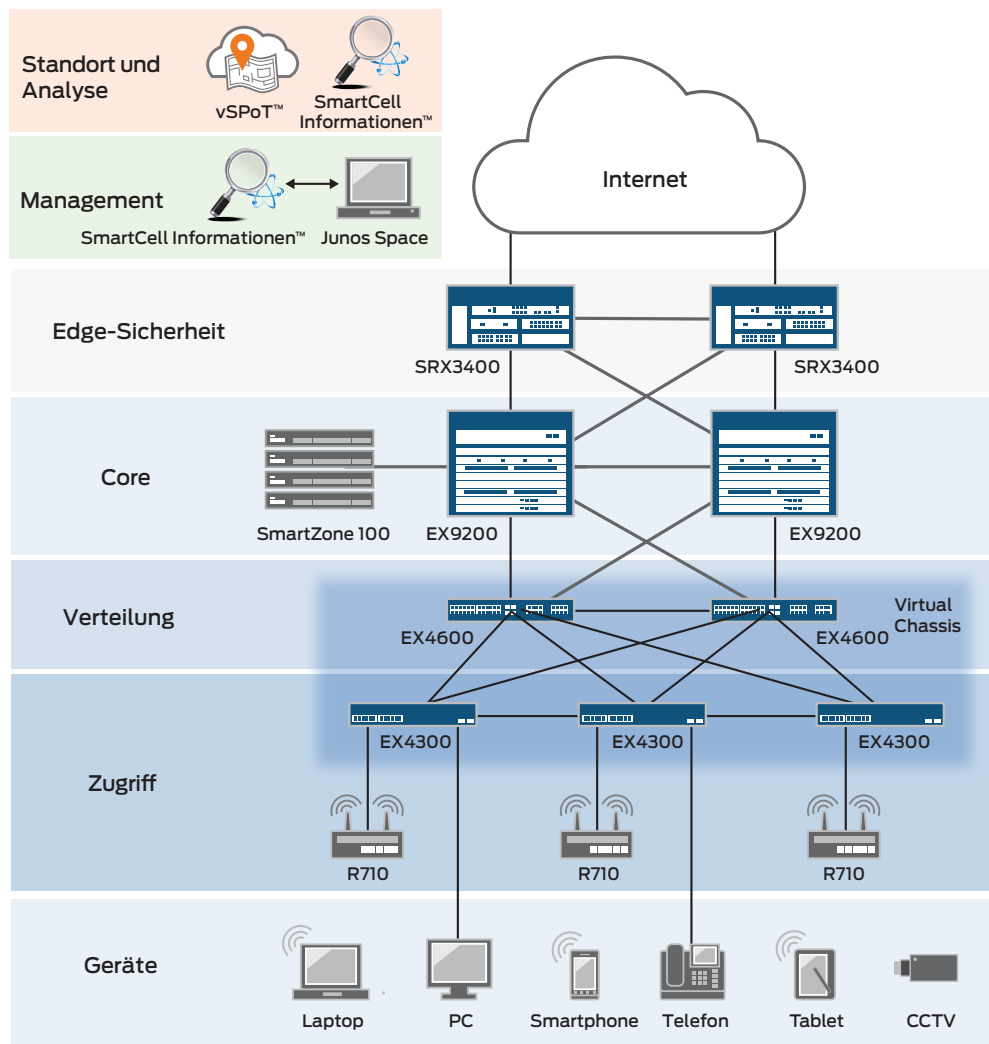 Standort und
Analyse
vSPoT™
SmartCell
Informationen™
Management
SmartCell Informationen™
Junos Space
Internet
Edge-Sicherheit
SRX3400
SRX3400
Core
SmartZone 100
EX9200
EX9200
Verteilung
EX4600
EX4600
Virtual
Chassis
Zugriff
EX4300
EX4300
EX4300
R710
R710
R710
Geräte
Laptop
PC
Smartphone
Telefon
Tablet
CCTV